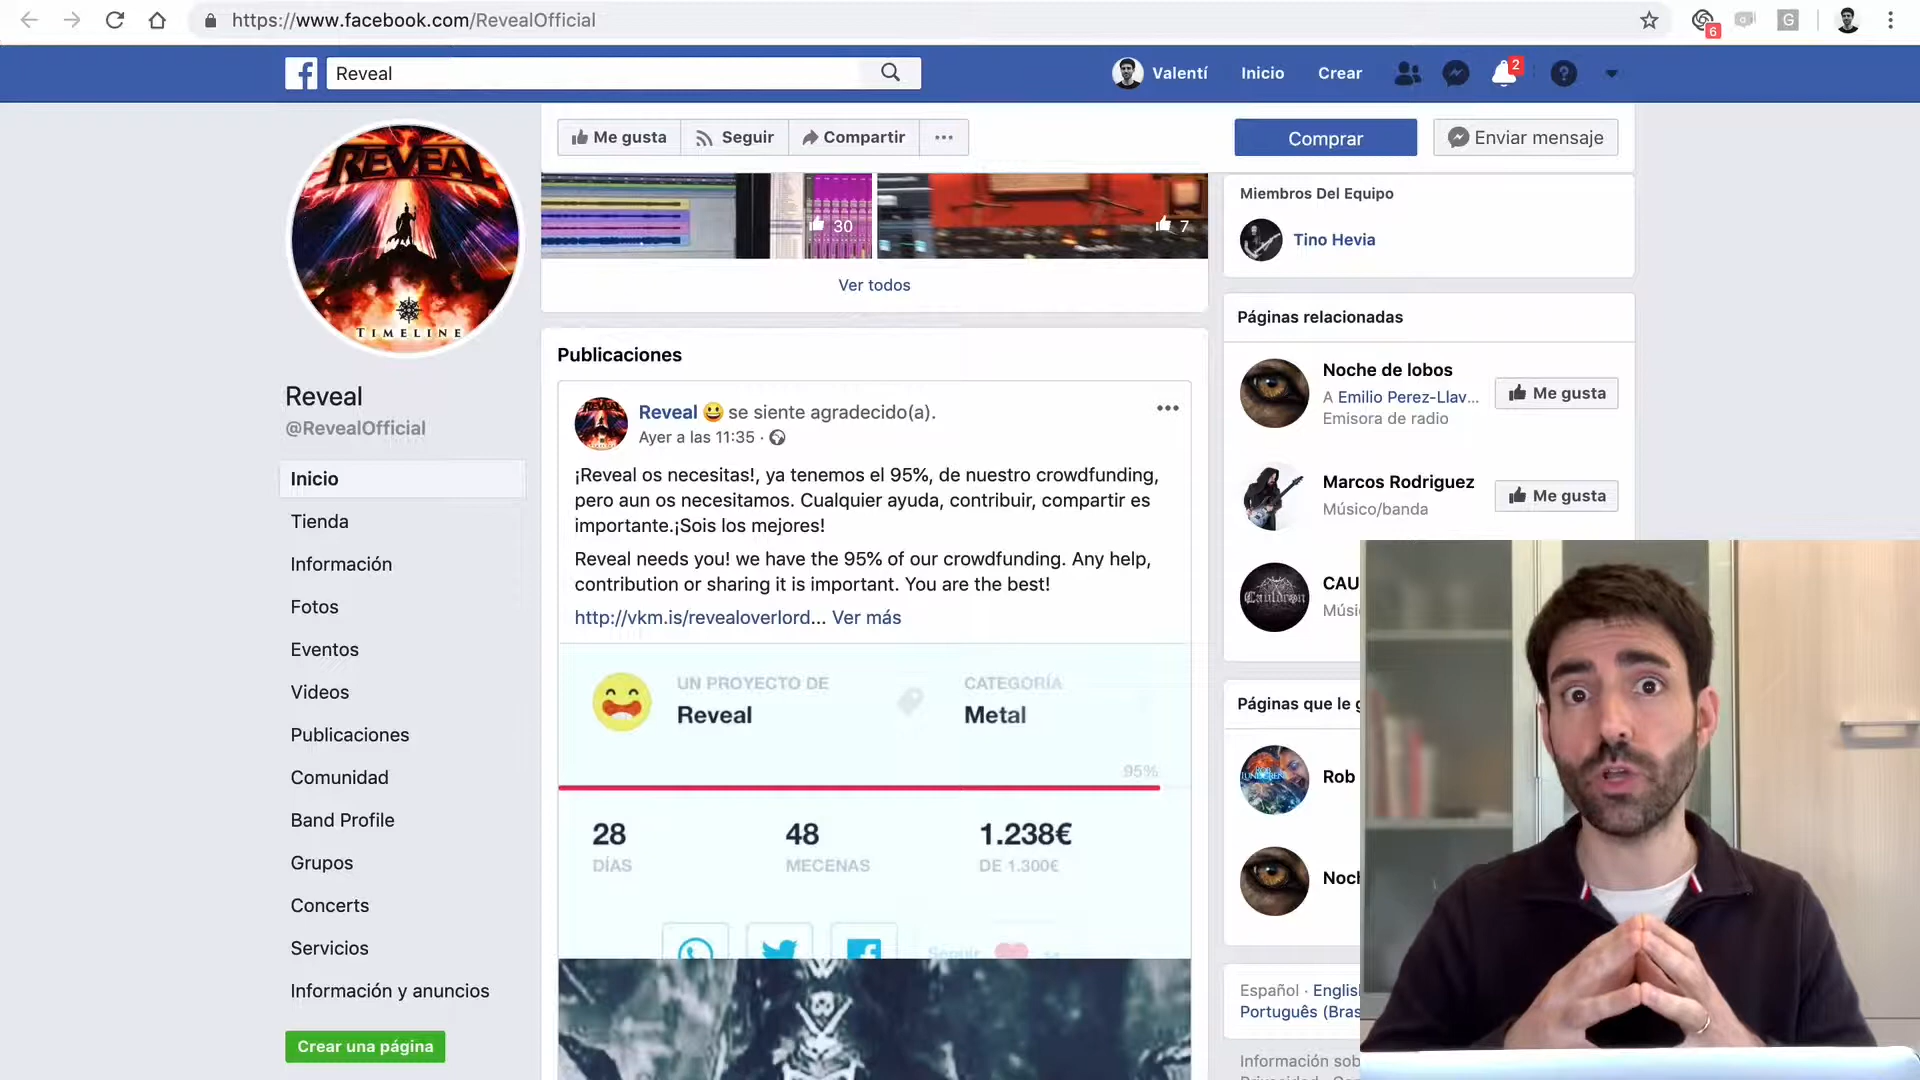 https://www.facebook.com/RevealOfficial
6
G
Reveal
Valentí
Inicio
Crear
2
REVEAL
TIMELINE
Reveal
@RevealOfficial
Inicio
Tienda
Información
Fotos
Eventos
Videos
Publicaciones
Comunidad
Band Profile
Grupos
Concerts
Servicios
Información y anuncios
Crear una página
Me gusta
Seguir
Compartir
Comprar
Enviar mensaje
30
7
Ver todos
Publicaciones
Reveal se siente agradecido(a).
Ayer a las 11:35 ·
¡Reveal os necesitas!, ya tenemos el 95%, de nuestro crowdfunding,
pero aun os necesitamos. Cualquier ayuda, contribuir, compartir es
importante.¡Sois los mejores!
Reveal needs you! we have the 95% of our crowdfunding. Any help,
contribution or sharing it is important. You are the best!
http://vkm.is/revealoverlord... Ver más
UN PROYECTO DE
Reveal
CATEGORÍA
Metal
95%
28
DÍAS
48
MECENAS
1.238€
DE 1.300€
Seguir
Miembros Del Equipo
Tino Hevia
Páginas relacionadas
Noche de lobos
A Emilio Perez-Llav...
Emisora de radio
Me gusta
Marcos Rodriguez
Músico/banda
Me gusta
Cauldron
CAU
Músi
Páginas que le g
Rob
Noch
Español · Englis
Português (Bras
Información sob